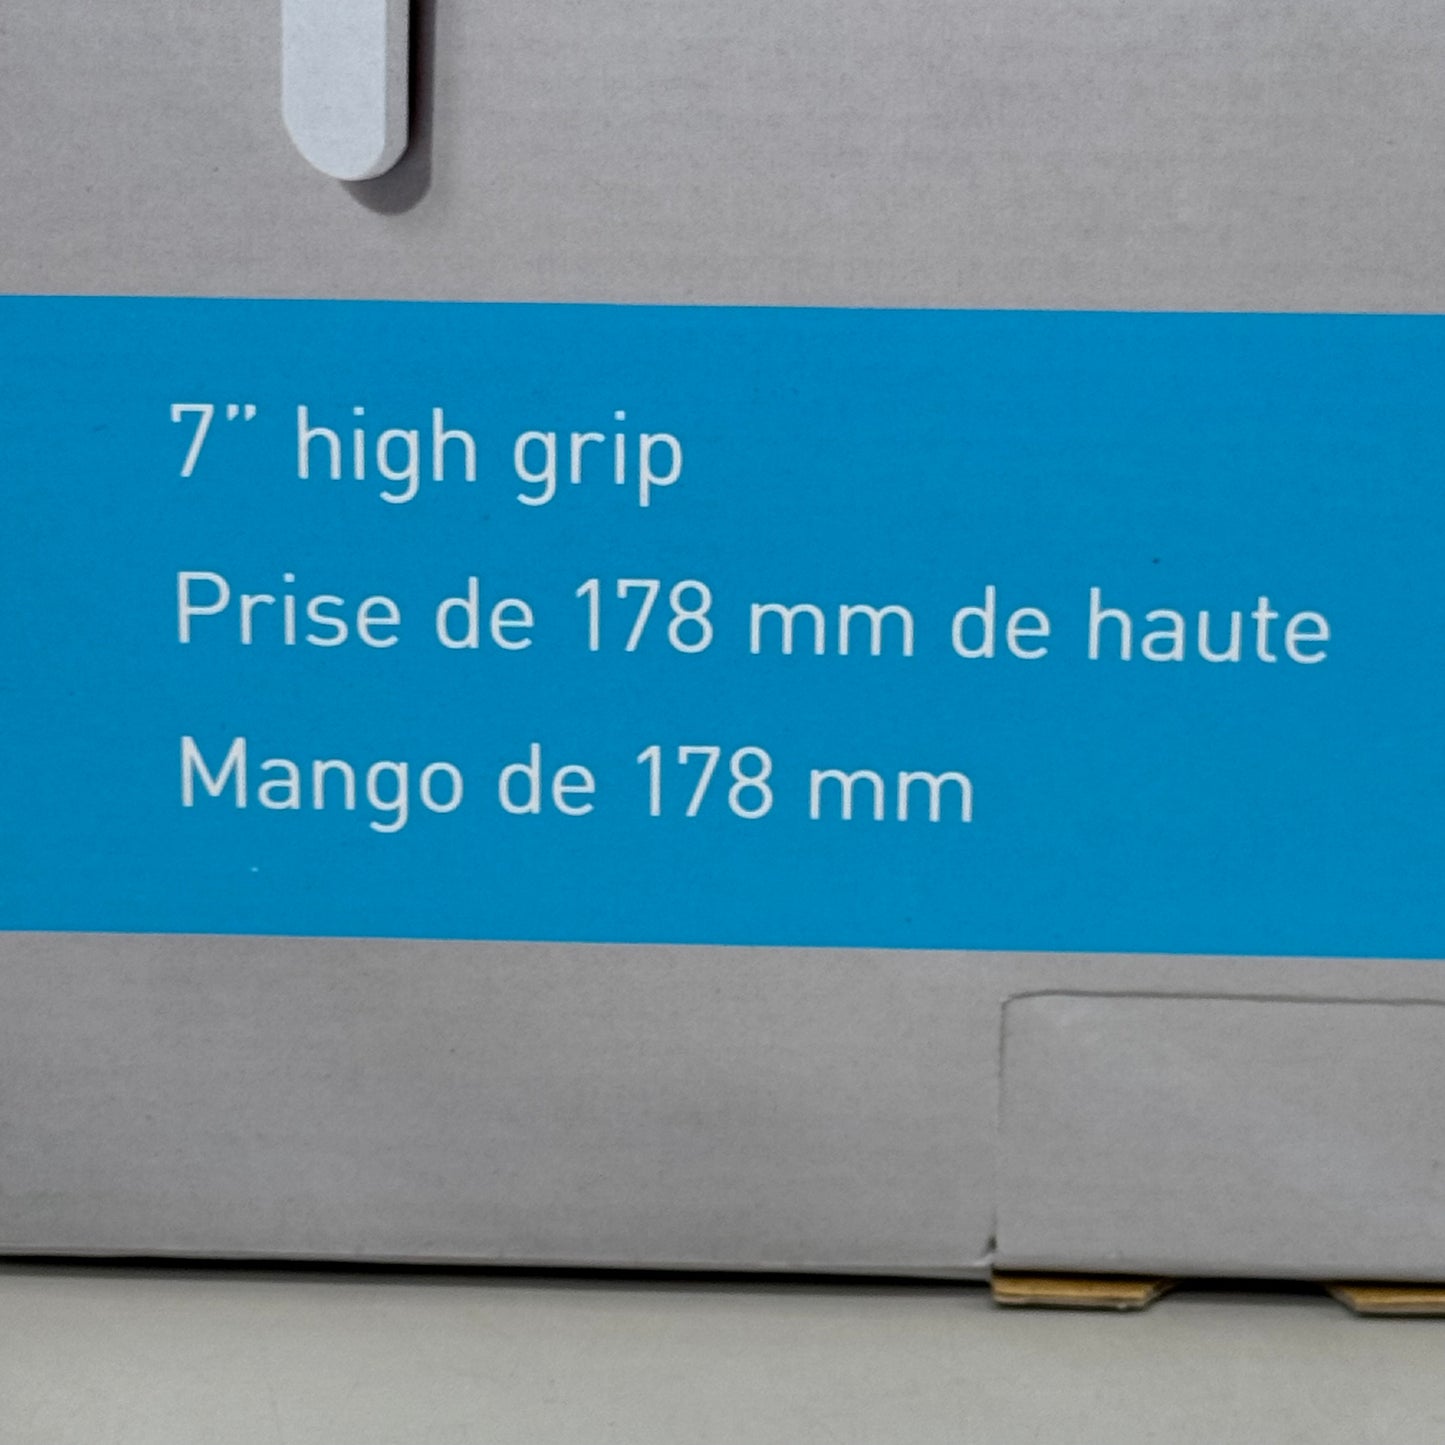 7” high grip
Prise de 178 mm de haute
Mango de 178 mm